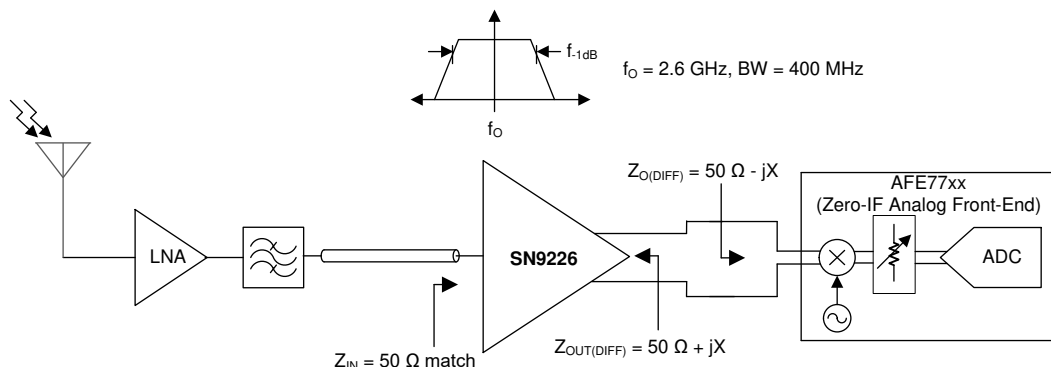 f-1dB
fO = 2.6 GHz, BW = 400 MHz
fO
ZO(DIFF) = 50 Ω - jX
AFE77xx
(Zero-IF Analog Front-End)
LNA
SN9226
ADC
ZIN = 50 Ω match
ZOUT(DIFF) = 50 Ω + jX